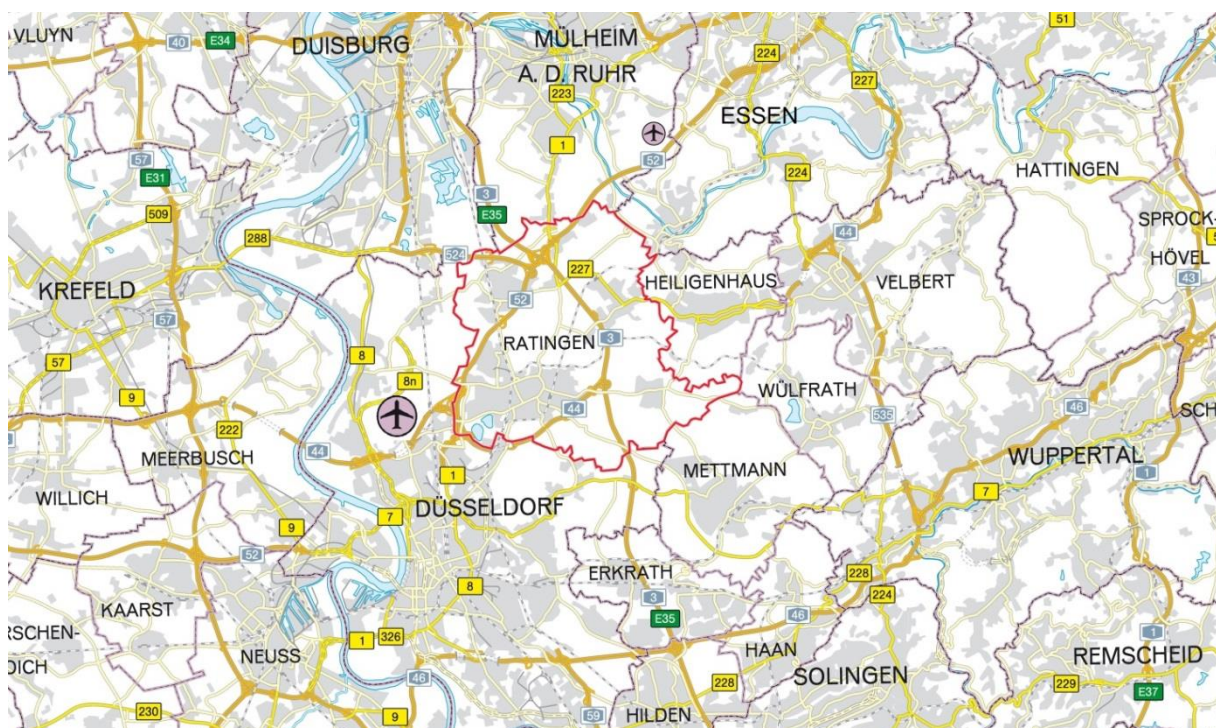 VLUYN
40
E34
DUISBURG
MÜLHEIM
A. D. RUHR
223
224
227
51
ESSEN
1
52
57
E31
509
3
E35
224
HATTINGEN
SPROCK-
HÖVEL
288
524
227
44
43
KREFELD
HEILIGENHAUS
VELBERT
52
57
RATINGEN
3
57
8
8n
9
WÜLFRATH
44
535
46
SCH
222
44
MEERBUSCH
1
METTMANN
WUPPERTAL
1
WILLICH
DÜSSELDORF
7
7
9
52
ERKRATH
228
8
3
E35
224
KAARST
46
1
RSCHEN-
OICH
1
326
NEUSS
HAAN
REMSCHEID
46
SOLINGEN
228
229
E37
230
9
59
HILDEN